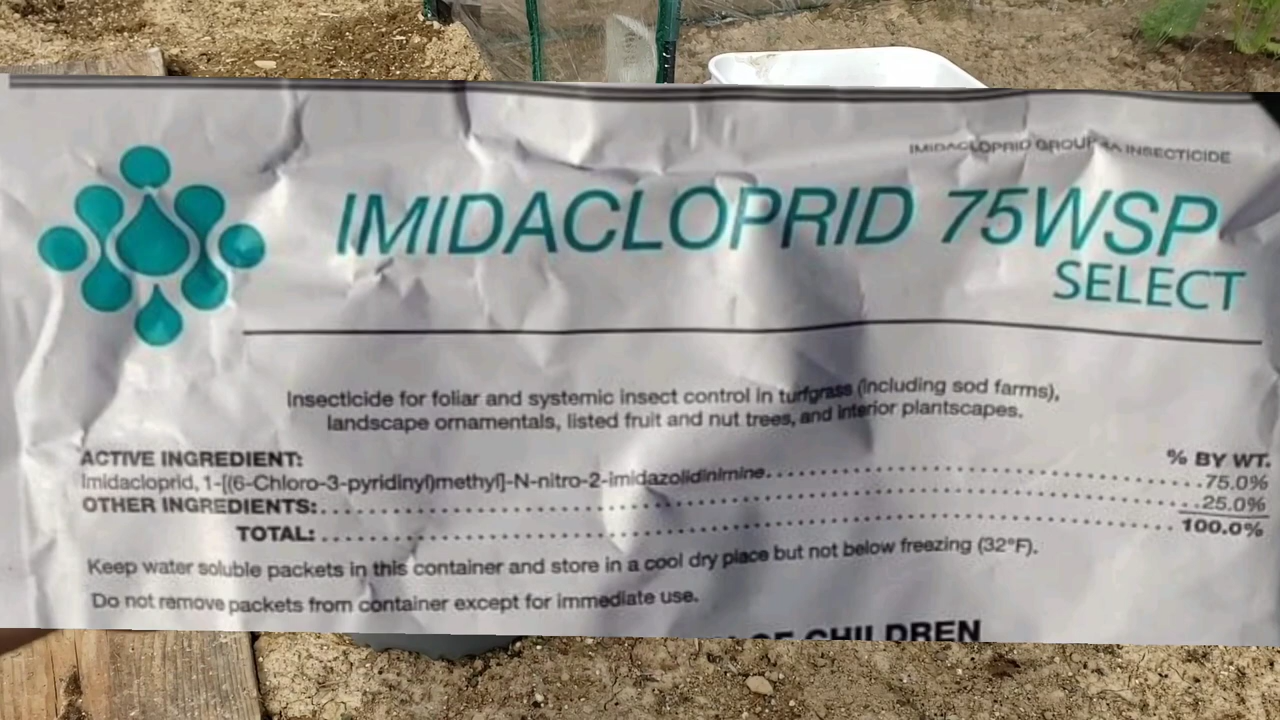 IMIDACLOPRID GROUP 4A INSECTICIDE
IMIDACLOPRID 75WSP
SELECT
Insecticide for foliar and systemic insect control in turfgrass (including sod farms),
landscape ornamentals, listed fruit and nut trees, and interior plantscapes.
ACTIVE INGREDIENT: % BY WT.
Imidacloprid, 1-[(6-Chloro-3-pyridinyl)methyl]-N-nitro-2-imidazolidinimine....................75.0%
OTHER INGREDIENTS:....................25.0%
TOTAL:....................100.0%
Keep water soluble packets in this container and store in a cool dry place but not below freezing (32°F).
Do not remove packets from container except for immediate use.
OF CHILDREN